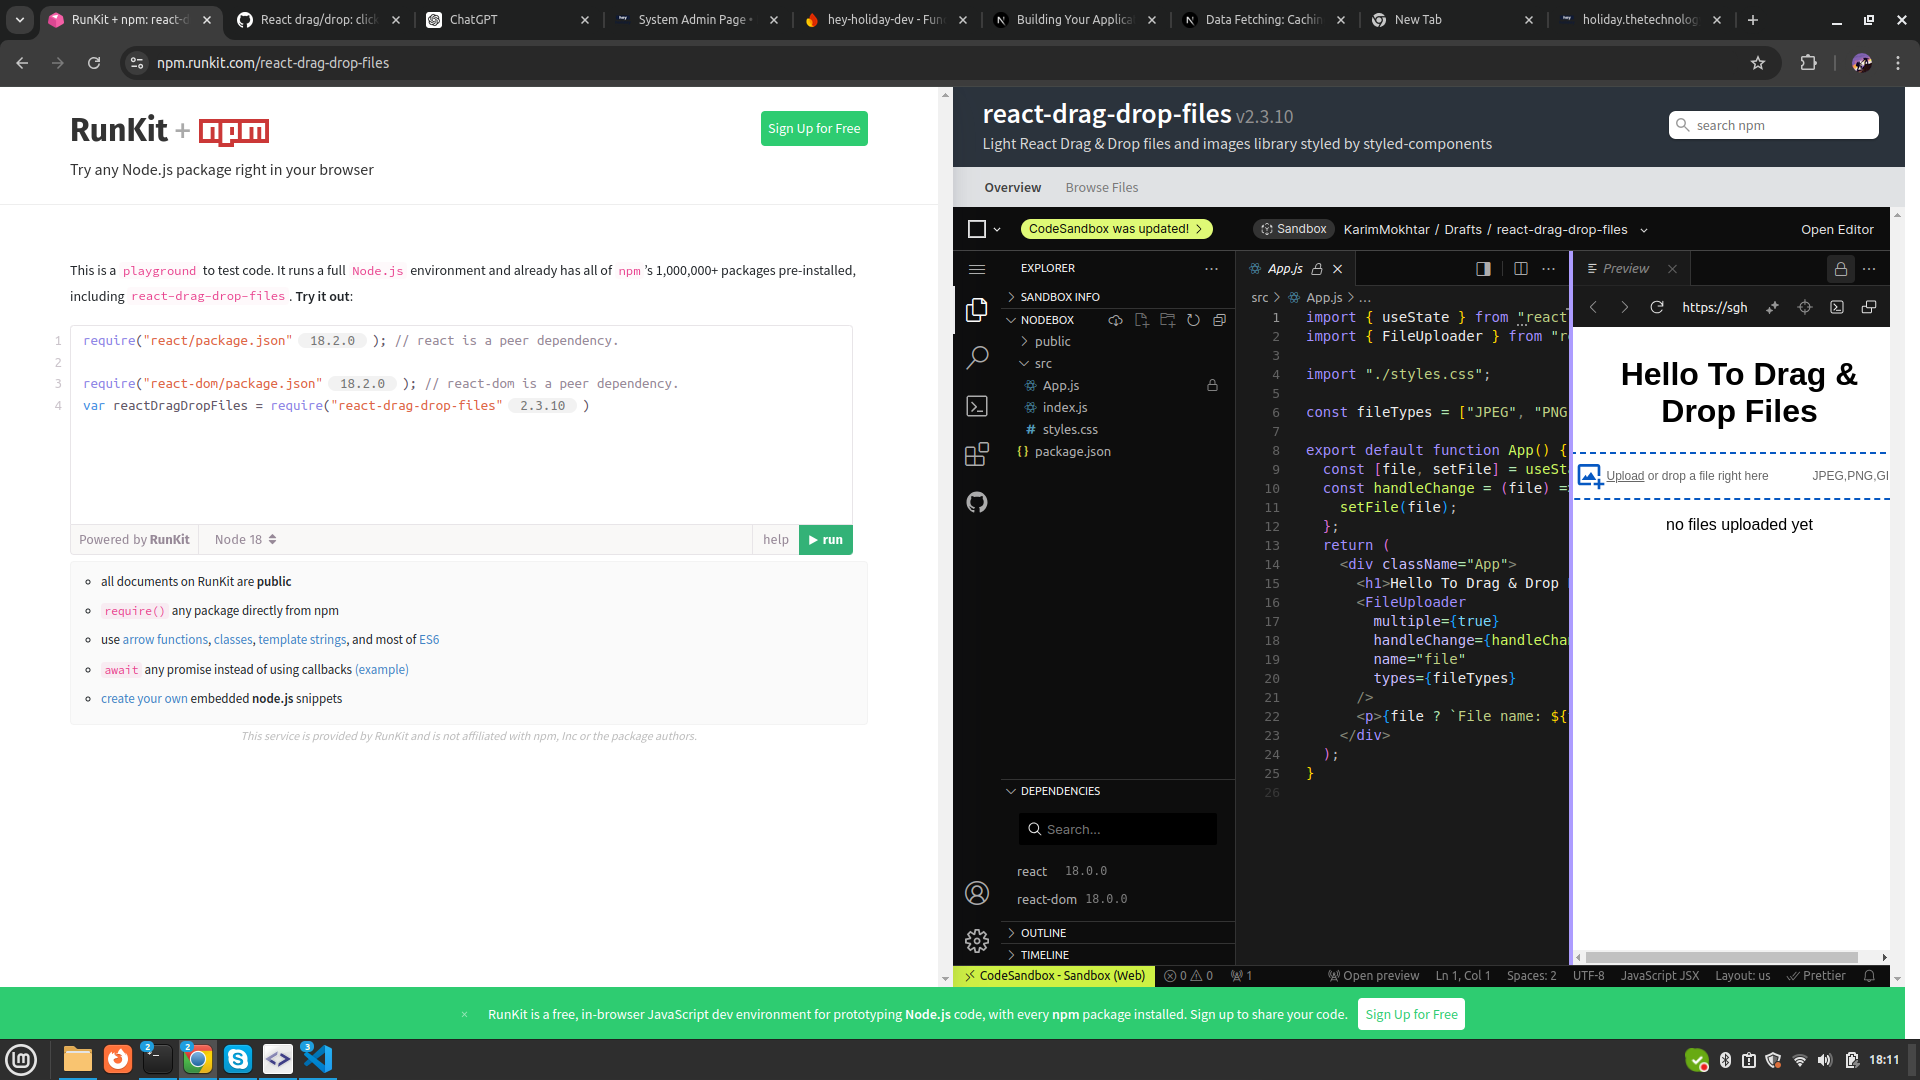 RunKit + npm: react-d
React drag/drop: click
ChatGPT
System Admin Page •
hey-holiday-dev - Fun
Building Your Applica
Data Fetching: Cachin
New Tab
holiday.thetechnolog
npm.runkit.com/react-drag-drop-files
RunKit + npm
Sign Up for Free
Try any Node.js package right in your browser
This is a playground to test code. It runs a full Node.js environment and already has all of npm 's 1,000,000+ packages pre-installed,
including react-drag-drop-files . Try it out:
1 require("react/package.json" 18.2.0 ); // react is a peer dependency.
2
3 require("react-dom/package.json" 18.2.0 ); // react-dom is a peer dependency.
4 var reactDragDropFiles = require("react-drag-drop-files" 2.3.10 )
Powered by RunKit
Node 18
help
run
all documents on RunKit are public
require() any package directly from npm
use arrow functions, classes, template strings, and most of ES6
await any promise instead of using callbacks (example)
create your own embedded node.js snippets
This service is provided by RunKit and is not affiliated with npm, Inc or the package authors.
react-drag-drop-files v2.3.10
Light React Drag & Drop files and images library styled by styled-components
search npm
Overview
Browse Files
CodeSandbox was updated!
Sandbox
KarimMokhtar / Drafts / react-drag-drop-files
Open Editor
EXPLORER
SANDBOX INFO
NODEBOX
public
src
App.js
index.js
# styles.css
{} package.json
DEPENDENCIES
Search...
react 18.0.0
react-dom 18.0.0
OUTLINE
TIMELINE
App.js
src > App.js > ...
1 import { useState } from "react
2 import { FileUploader } from "re
3
4 import "./styles.css";
5
6 const fileTypes = ["JPEG", "PNG
7
8 export default function App() {
9 const [file, setFile] = useSt
10 const handleChange = (file) =
11 setFile(file);
12 };
13 return (
14 <div className="App">
15 <h1>Hello To Drag & Drop
16 <FileUploader
17 multiple={true}
18 handleChange={handleChan
19 name="file"
20 types={fileTypes}
21 />
22 <p>{file ? `File name: ${
23 </div>
24 );
25 }
26
Preview
https://sgh
Hello To Drag &
Drop Files
Upload or drop a file right here
JPEG,PNG,GI
no files uploaded yet
CodeSandbox - Sandbox (Web)
0 0
1
Open preview
Ln 1, Col 1
Spaces: 2
UTF-8
JavaScript JSX
Layout: us
Prettier
× RunKit is a free, in-browser JavaScript dev environment for prototyping Node.js code, with every npm package installed. Sign up to share your code.
Sign Up for Free
2
2
3
18:11